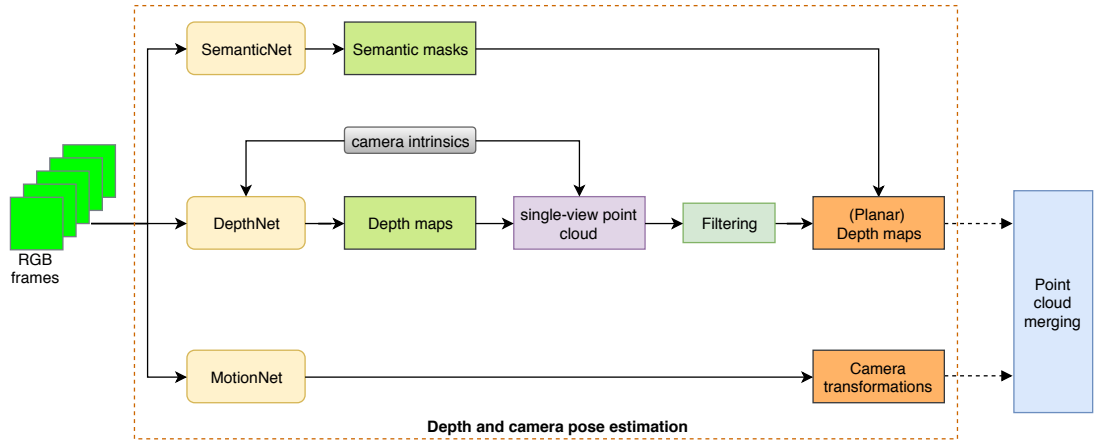 SemanticNet
Semantic masks
camera intrinsics
RGB
frames
DepthNet
Depth maps
single-view point
cloud
Filtering
(Planar)
Depth maps
Point
cloud
merging
MotionNet
Camera
transformations
Depth and camera pose estimation